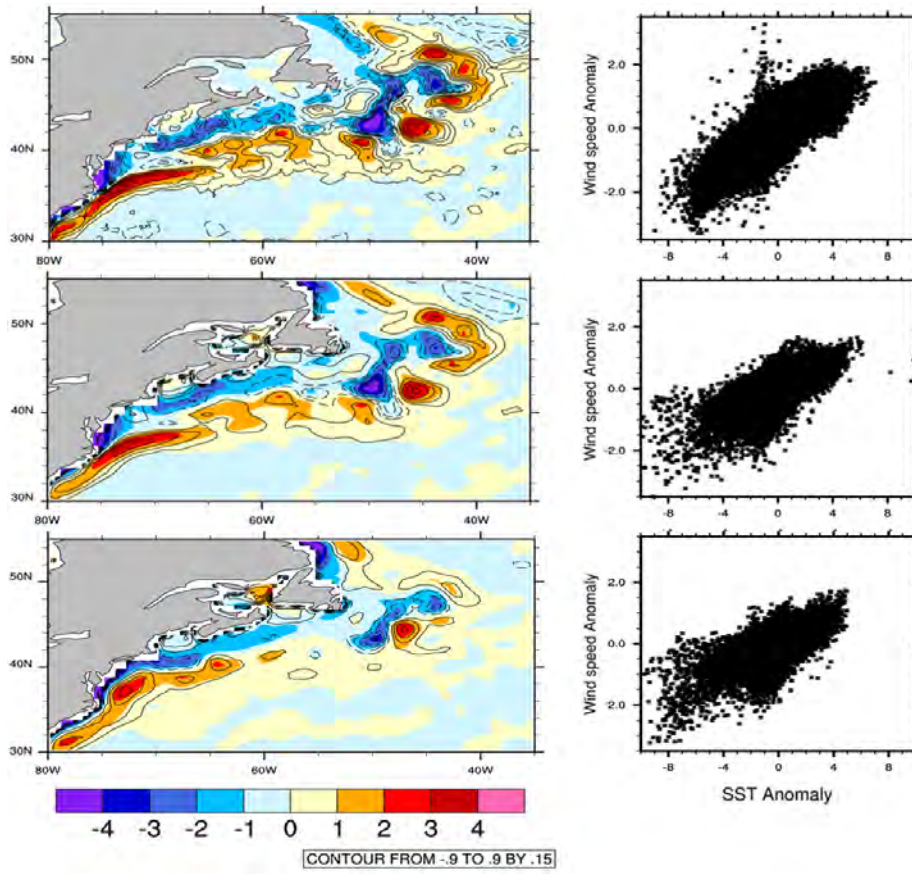 50N
40N
30N
80W 60W 40W
Wind speed Anomaly
2.0
0.0
-2.0
-8 -4 0 4 8
50N
40N
30N
80W 60W 40W
Wind speed Anomaly
2.0
0.0
-2.0
-8 -4 0 4 8
50N
40N
30N
80W 60W 40W
Wind speed Anomaly
2.0
0.0
-2.0
-8 -4 0 4 8
SST Anomaly
-4 -3 -2 -1 0 1 2 3 4
CONTOUR FROM -.9 TO .9 BY .15